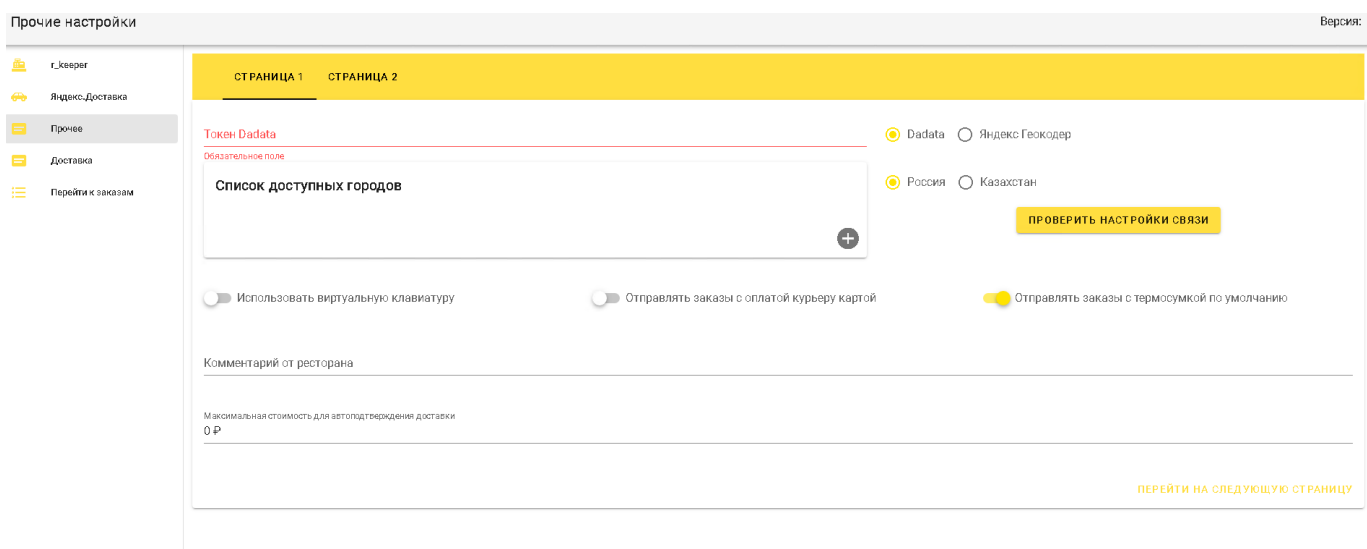 Прочие настройки
Версия:
r_keeper
Яндекс.Доставка
Прочее
Доставка
Перейти к заказам
СТРАНИЦА 1
СТРАНИЦА 2
Токен Dadata
Обязательное поле
Dadata
Яндекс Геокодер
Список доступных городов
Россия
Казахстан
ПРОВЕРИТЬ НАСТРОЙКИ СВЯЗИ
Использовать виртуальную клавиатуру
Отправлять заказы с оплатой курьеру картой
Отправлять заказы с термосумкой по умолчанию
Комментарий от ресторана
Максимальная стоимость для автоподтверждения доставки
0 ₽
ПЕРЕЙТИ НА СЛЕДУЮЩУЮ СТРАНИЦУ